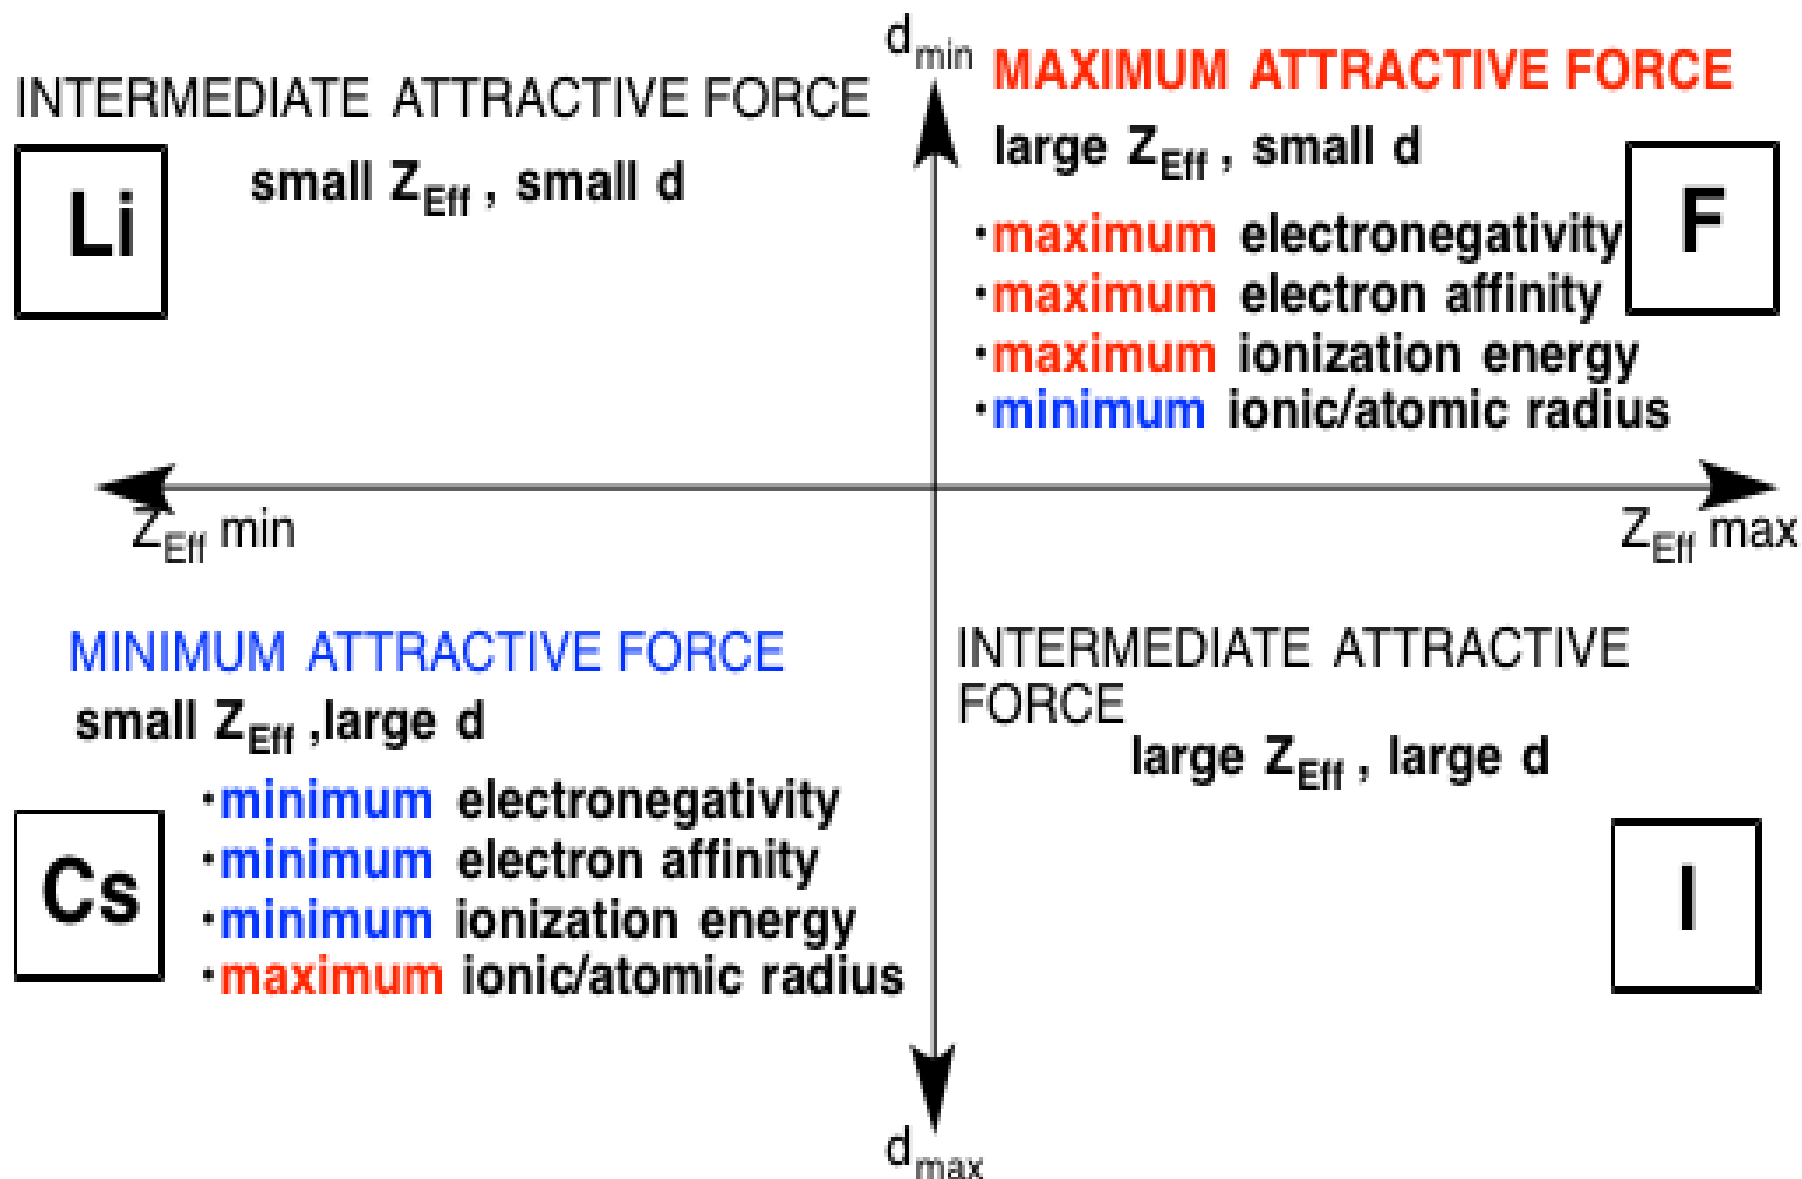 d_min
INTERMEDIATE ATTRACTIVE FORCE
Li
small Z_Eff , small d
MAXIMUM ATTRACTIVE FORCE
large Z_Eff , small d
F
·maximum electronegativity
·maximum electron affinity
·maximum ionization energy
·minimum ionic/atomic radius
Z_Eff min
Z_Eff max
MINIMUM ATTRACTIVE FORCE
small Z_Eff ,large d
Cs
·minimum electronegativity
·minimum electron affinity
·minimum ionization energy
·maximum ionic/atomic radius
INTERMEDIATE ATTRACTIVE
FORCE
large Z_Eff , large d
I
d_max